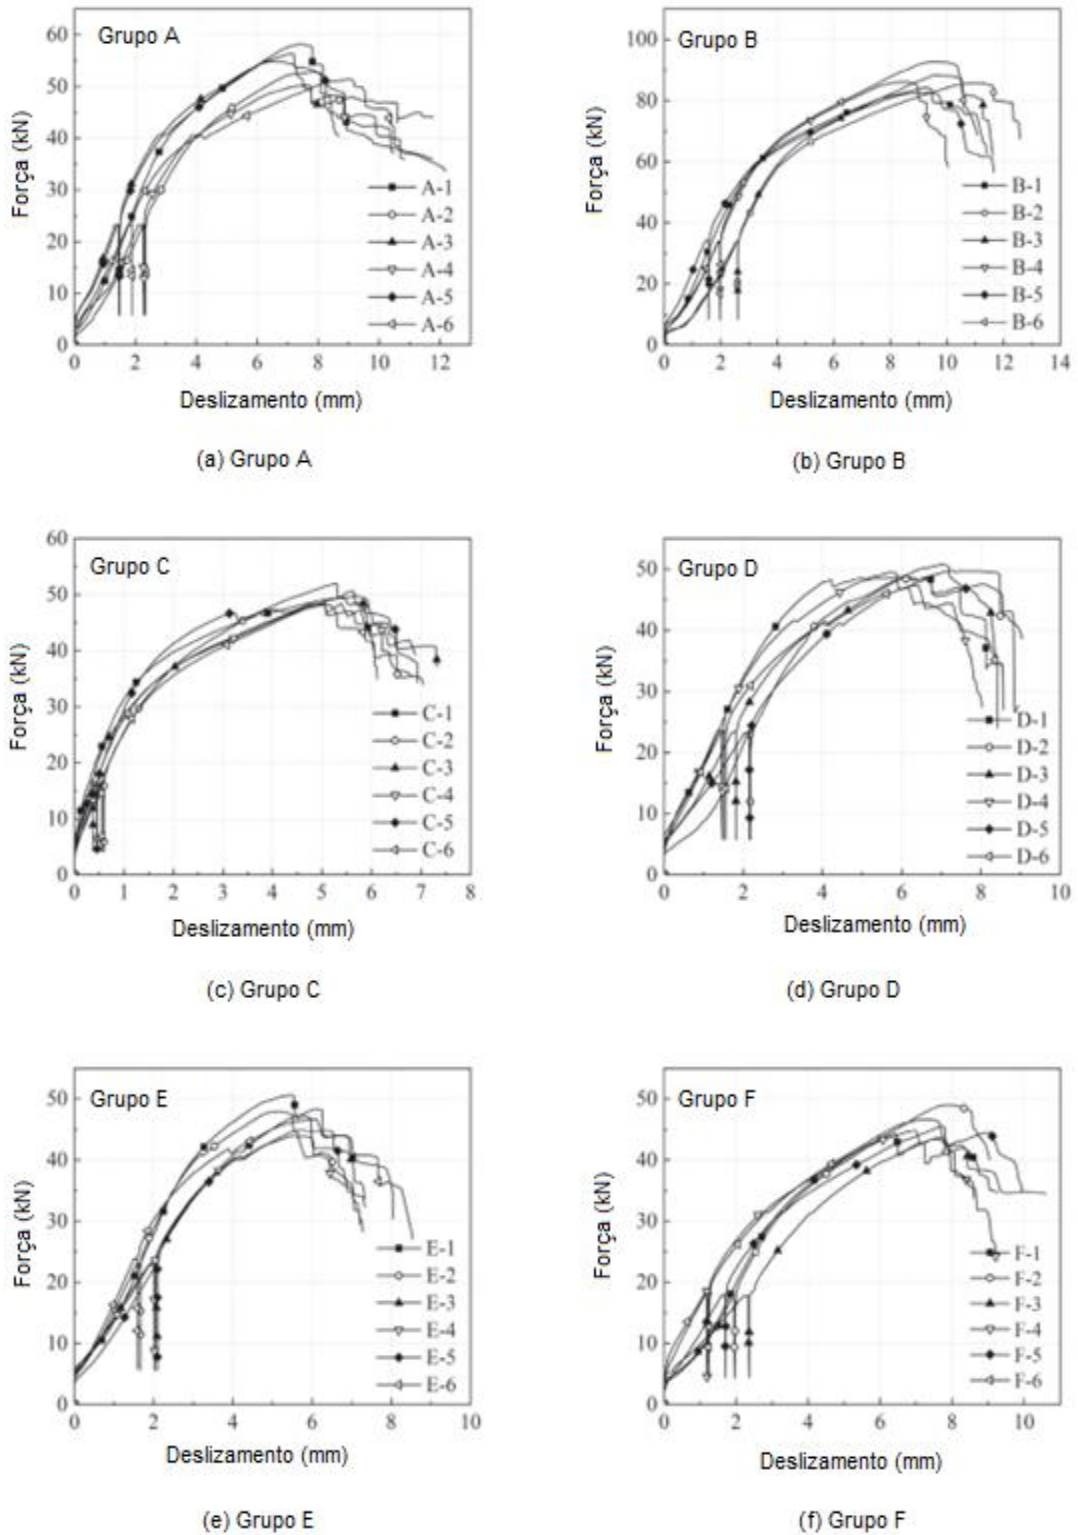 Grupo A
Força (kN)
60
50
40
30
20
10
0
A-1
A-2
A-3
A-4
A-5
A-6
0 2 4 6 8 10 12
Deslizamento (mm)
(a) Grupo A
Grupo B
Força (kN)
100
80
60
40
20
0
B-1
B-2
B-3
B-4
B-5
B-6
0 2 4 6 8 10 12 14
Deslizamento (mm)
(b) Grupo B
Grupo C
Força (kN)
60
50
40
30
20
10
0
C-1
C-2
C-3
C-4
C-5
C-6
0 1 2 3 4 5 6 7 8
Deslizamento (mm)
(c) Grupo C
Grupo D
Força (kN)
50
40
30
20
10
0
D-1
D-2
D-3
D-4
D-5
D-6
0 2 4 6 8 10
Deslizamento (mm)
(d) Grupo D
Grupo E
Força (kN)
50
40
30
20
10
0
E-1
E-2
E-3
E-4
E-5
E-6
0 2 4 6 8 10
Deslizamento (mm)
(e) Grupo E
Grupo F
Força (kN)
50
40
30
20
10
0
F-1
F-2
F-3
F-4
F-5
F-6
0 2 4 6 8 10
Deslizamento (mm)
(f) Grupo F